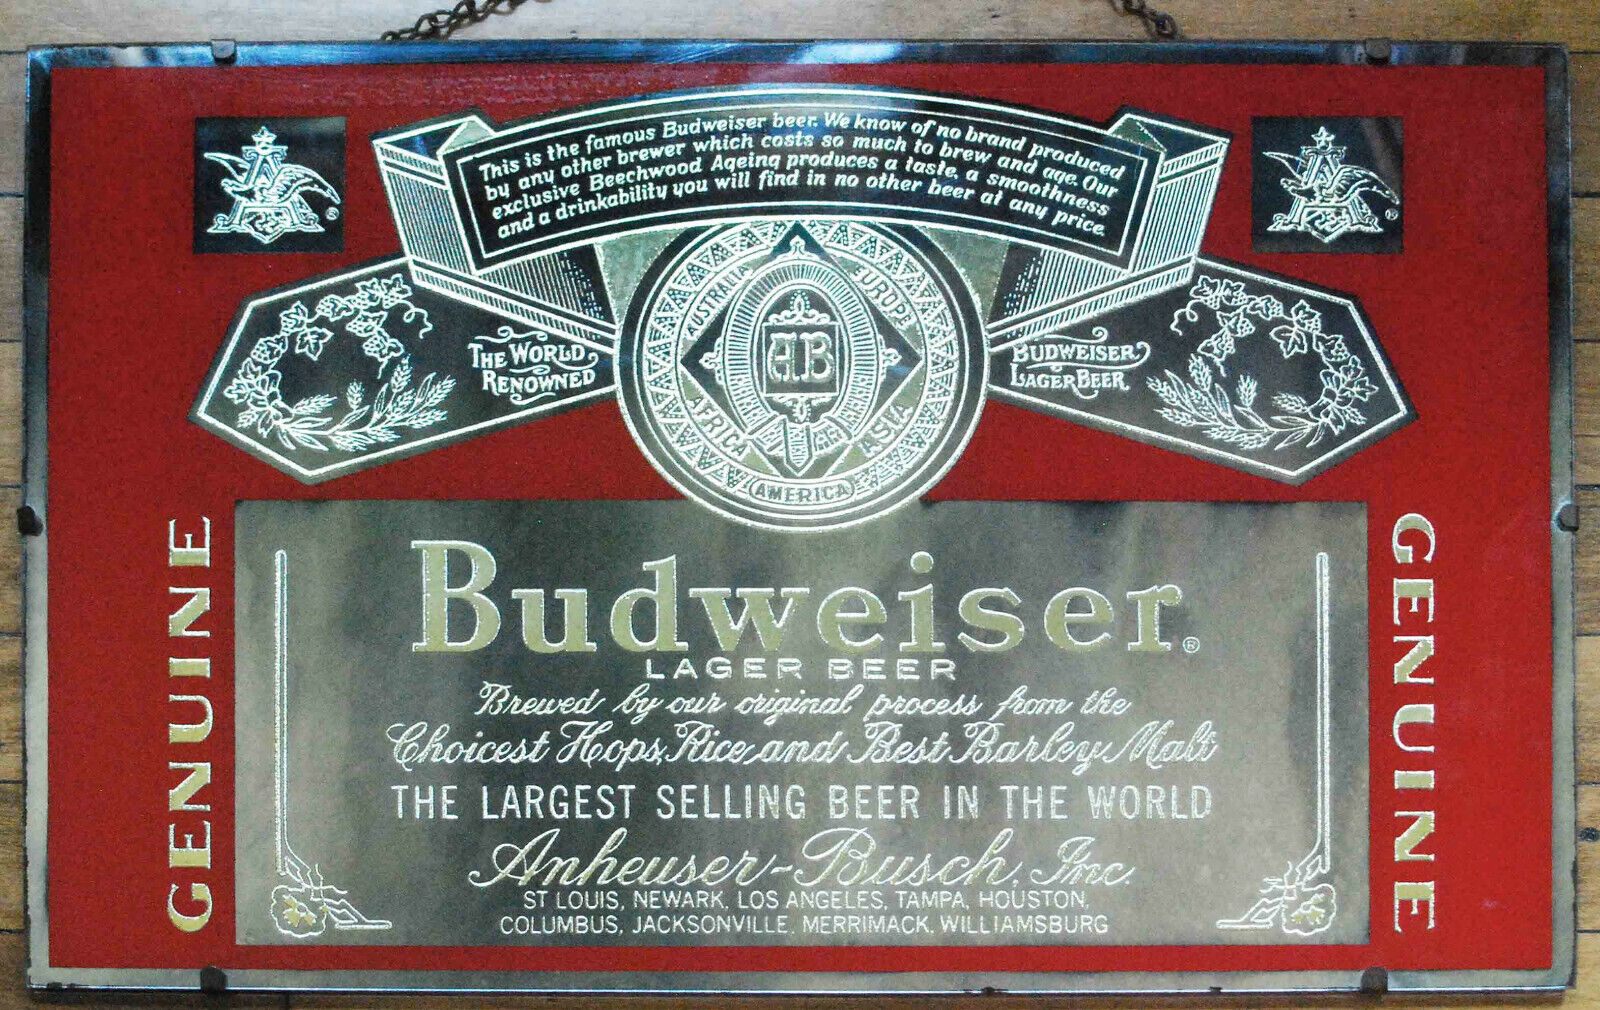 This is the famous Budweiser beer. We know of no brand produced
by any other brewer which costs so much to brew and age. Our
exclusive Beechwood Ageing produces a taste, a smoothness
and a drinkability you will find in no other beer at any price.
A
®
A
®
THE WORLD
RENOWNED
BUDWEISER
LAGER BEER
AUSTRALIA
EUROPE
AB
AFRICA
ASIA
AMERICA
GENUINE
GENUINE
Budweiser®
LAGER BEER
Brewed by our original process from the
Choicest Hops, Rice and Best Barley Malt
THE LARGEST SELLING BEER IN THE WORLD
Anheuser-Busch, Inc.
ST LOUIS, NEWARK, LOS ANGELES, TAMPA, HOUSTON,
COLUMBUS, JACKSONVILLE, MERRIMACK, WILLIAMSBURG